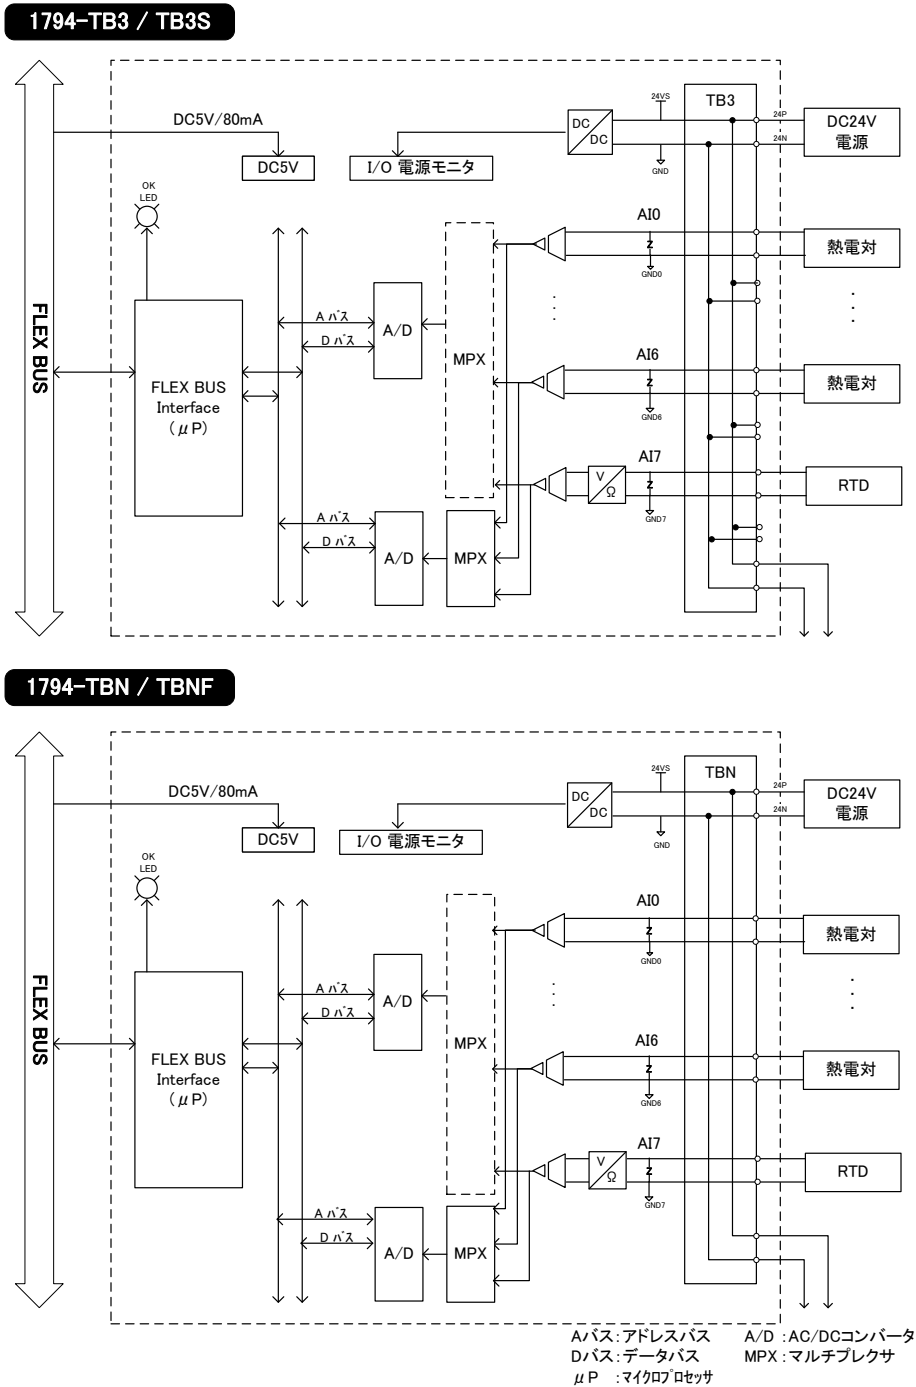 1794-TB3 / TB3S
TB3
24VS
24P
DC24V
電源
DC
DC
24N
GND
DC5V/80mA
DC5V
I/O 電源モニタ
OK
LED
AI0
熱電対
GND0
FLEX BUS
A バス
D バス
A/D
MPX
AI6
熱電対
GND6
FLEX BUS
Interface
(μP)
AI7
V
Ω
RTD
GND7
A バス
D バス
A/D
MPX
1794-TBN / TBNF
TBN
24VS
24P
DC24V
電源
DC
DC
24N
GND
DC5V/80mA
DC5V
I/O 電源モニタ
OK
LED
AI0
熱電対
GND0
FLEX BUS
A バス
D バス
A/D
MPX
AI6
熱電対
GND6
FLEX BUS
Interface
(μP)
AI7
V
Ω
RTD
GND7
A バス
D バス
A/D
MPX
Aバス:アドレスバス
A/D :AC/DCコンバータ
Dバス:データバス
MPX:マルチプレクサ
μP :マイクロプロセッサ